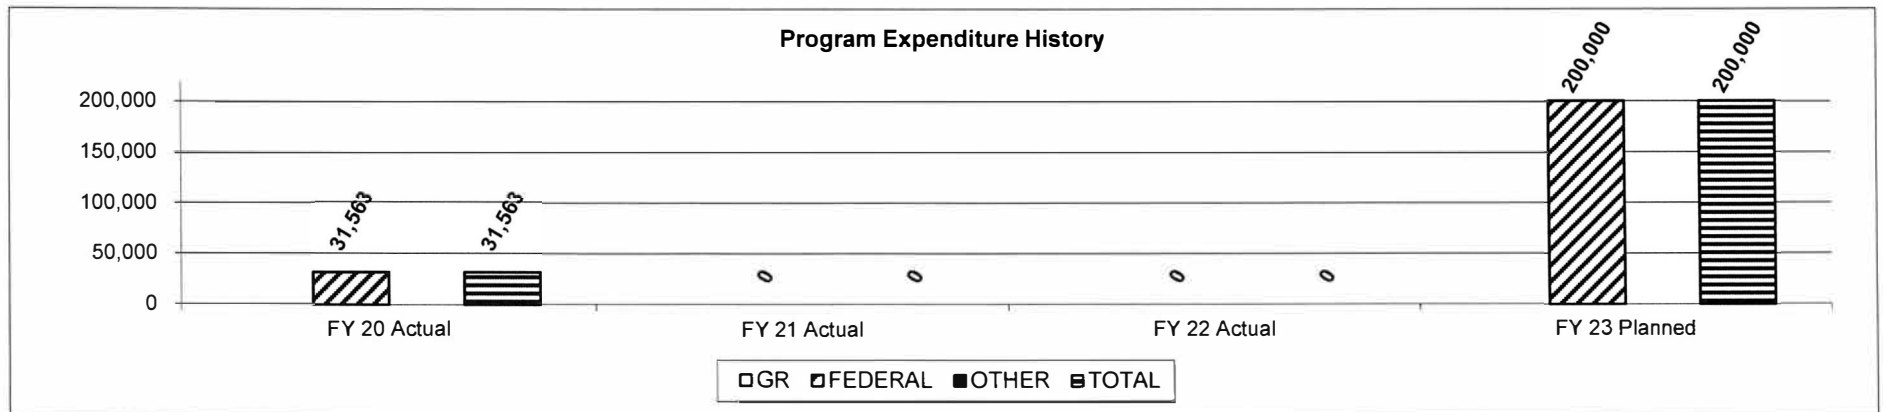 Program Expenditure History
200,000
150,000
100,000
50,000
0
31,563
31,563
0
0
0
0
200,000
200,000
FY 20 Actual
FY 21 Actual
FY 22 Actual
FY 23 Planned
GR FEDERAL OTHER TOTAL